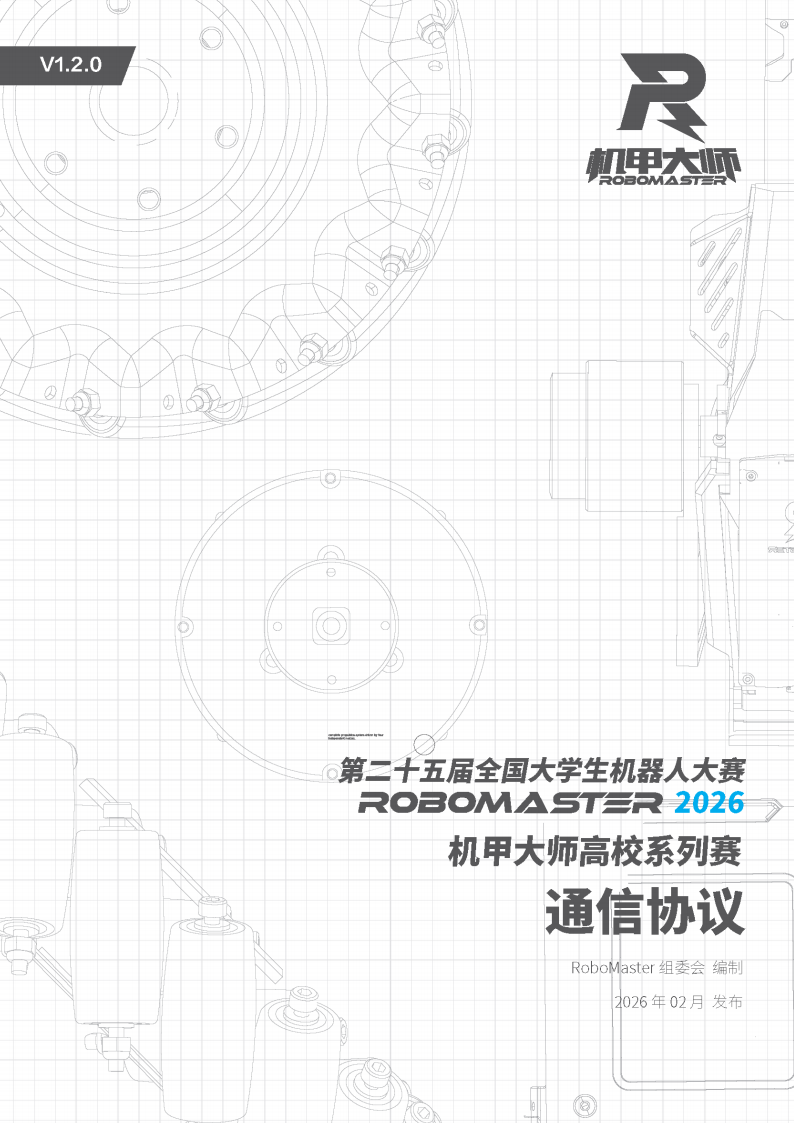 V1.2.0
机甲大师
ROBOMASTER
第二十五届全国大学生机器人大赛
ROBOMASTER 2026
机甲大师高校系列赛
通信协议
RoboMaster 组委会 编制
2026 年 02 月 发布